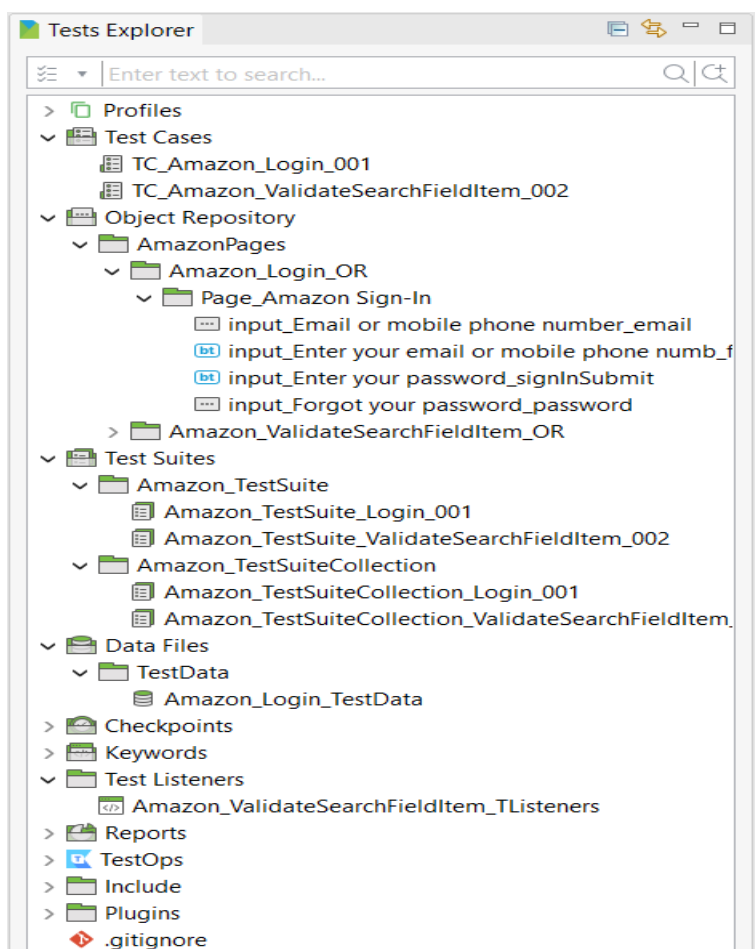 Tests Explorer
Enter text to search...
Profiles
Test Cases
TC_Amazon_Login_001
TC_Amazon_ValidateSearchFieldItem_002
Object Repository
AmazonPages
Amazon_Login_OR
Page_Amazon Sign-In
input_Email or mobile phone number_email
bt input_Enter your email or mobile phone numb_f
bt input_Enter your password_signInSubmit
input_Forgot your password_password
Amazon_ValidateSearchFieldItem_OR
Test Suites
Amazon_TestSuite
Amazon_TestSuite_Login_001
Amazon_TestSuite_ValidateSearchFieldItem_002
Amazon_TestSuiteCollection
Amazon_TestSuiteCollection_Login_001
Amazon_TestSuiteCollection_ValidateSearchFieldItem_
Data Files
TestData
Amazon_Login_TestData
Checkpoints
Keywords
Test Listeners
Amazon_ValidateSearchFieldItem_TListeners
Reports
TestOps
Include
Plugins
.gitignore